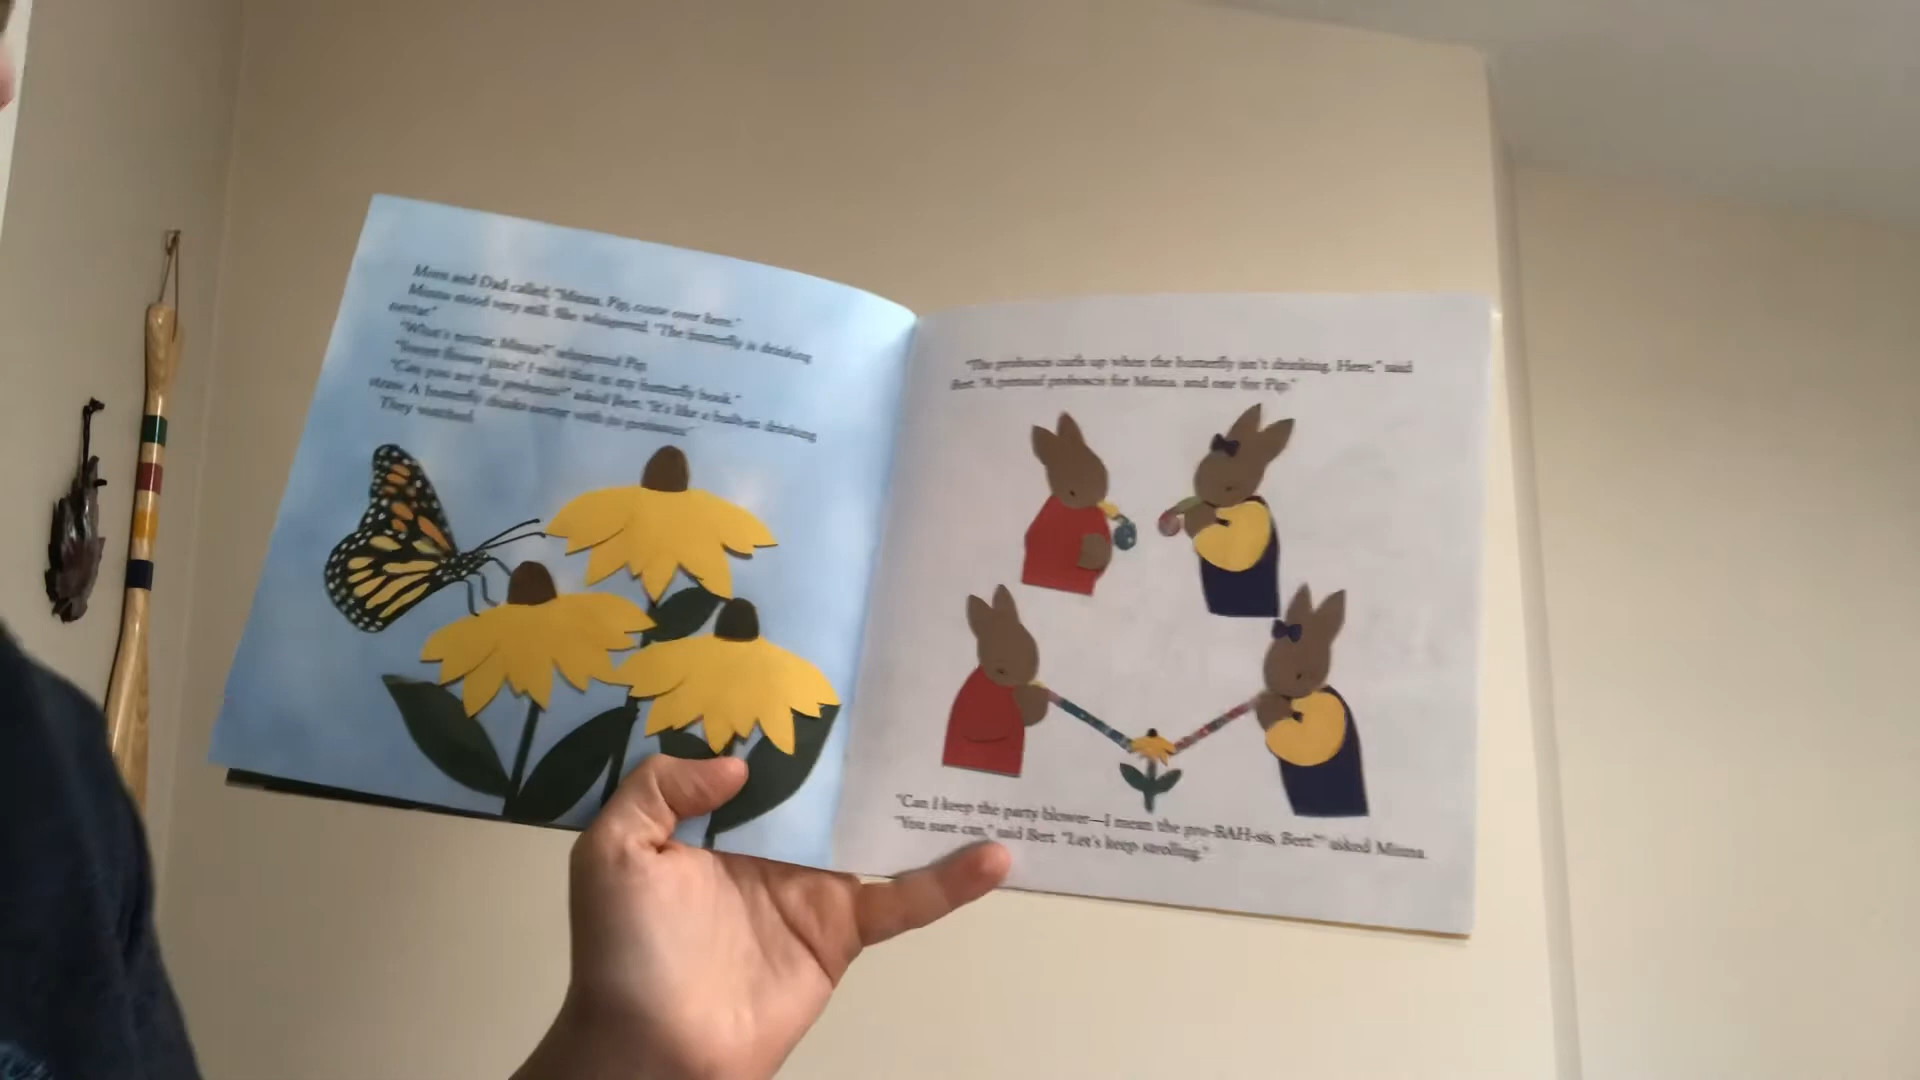 Mom and Dad called, "Minna, Pip, come over here."
Minna stood very still. She whispered, "The butterfly is drinking
nectar."
"What's nectar, Minna?" whispered Pip.
"Sweet flower juice! I read that in my butterfly book."
"Can you see the proboscis?" asked Bert. "It's like a built-in drinking
straw. A butterfly drinks nectar with its proboscis."
They watched.
"The proboscis curls up when the butterfly isn't drinking. Here," said
Bert. "A pretend proboscis for Minna, and one for Pip."
"Can I keep the party blower—I mean the pro-BAH-sis, Bert?" asked Minna.
"You sure can," said Bert. "Let's keep strolling."